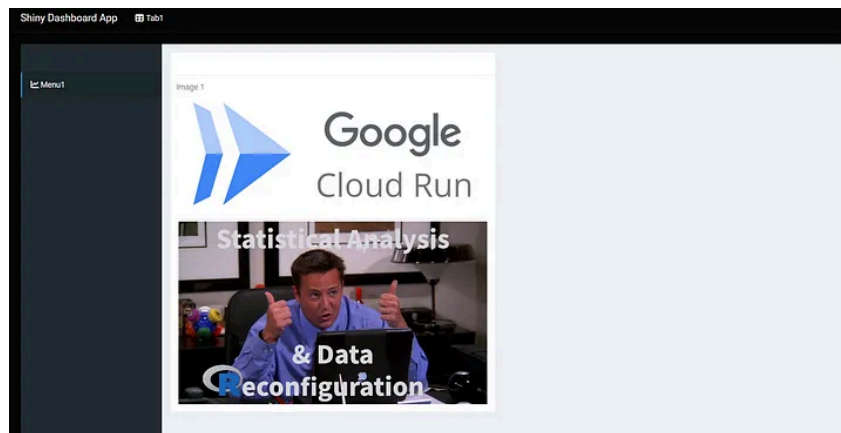 Shiny Dashboard App Tab1
Menu1
Image 1
Google
Cloud Run
Statistical Analysis
& Data
Reconfiguration